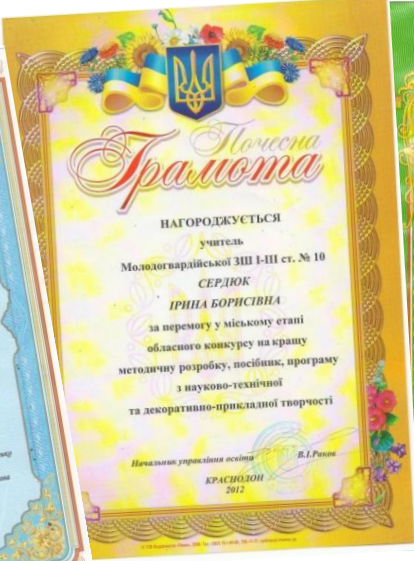 Почесна
Грамота
НАГОРОДЖУЄТЬСЯ
учитель
Молодогвардійської ЗШ І-ІІІ ст. № 10
СЕРДЮК
ІРИНА БОРИСІВНА
за перемогу у міському етапі
обласного конкурсу на кращу
методичну розробку, посібник, програму
з науково-технічної
та декоративно-прикладної творчості
Начальник управління освіти В.І.Раков
КРАСНОДОН
2012